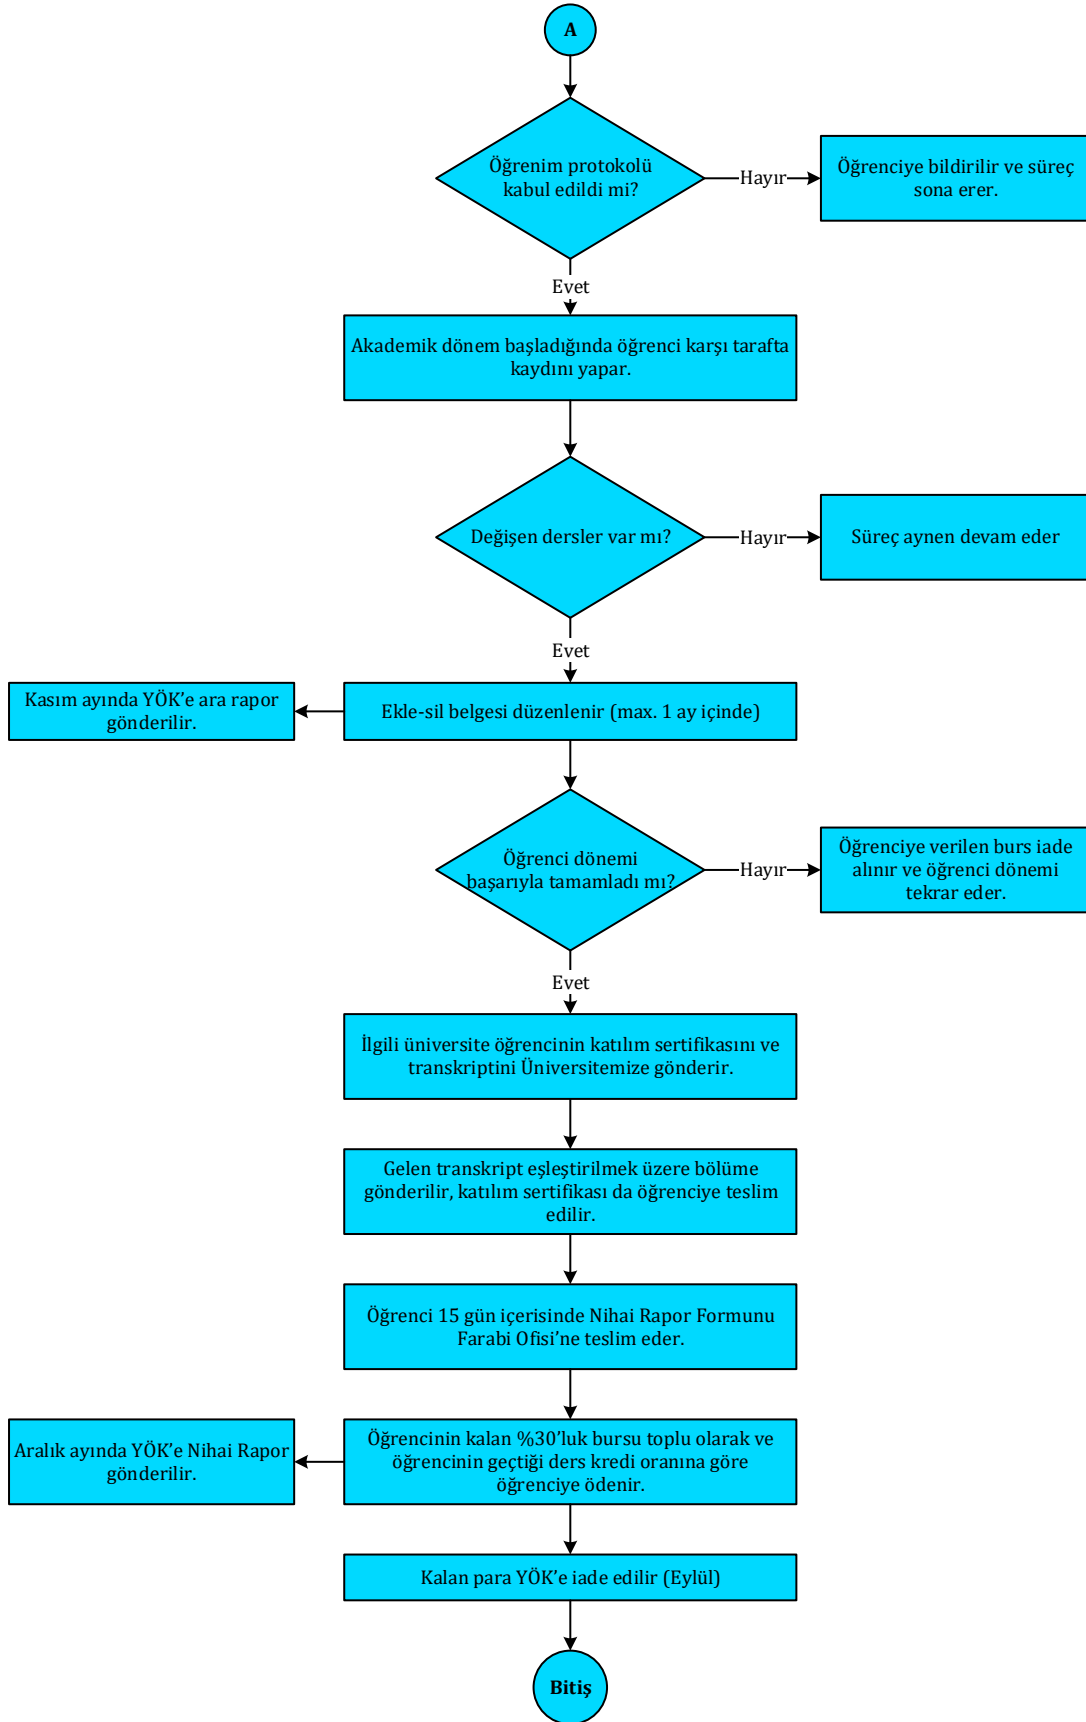 A
Öğrenim protokolü
kabul edildi mi?
Hayır
Öğrenciye bildirilir ve süreç
sona erer.
Evet
Akademik dönem başladığında öğrenci karşı tarafta
kaydını yapar.
Değişen dersler var mı?
Hayır
Süreç aynen devam eder
Evet
Kasım ayında YÖK’e ara rapor
gönderilir.
Ekle-sil belgesi düzenlenir (max. 1 ay içinde)
Öğrenci dönemi
başarıyla tamamladı mı?
Hayır
Öğrenciye verilen burs iade
alınır ve öğrenci dönemi
tekrar eder.
Evet
İlgili üniversite öğrencinin katılım sertifikasını ve
transkriptini Üniversitemize gönderir.
Gelen transkript eşleştirilmek üzere bölüme
gönderilir, katılım sertifikası da öğrenciye teslim
edilir.
Öğrenci 15 gün içerisinde Nihai Rapor Formunu
Farabi Ofisi’ne teslim eder.
Aralık ayında YÖK’e Nihai Rapor
gönderilir.
Öğrencinin kalan %30’luk bursu toplu olarak ve
öğrencinin geçtiği ders kredi oranına göre
öğrenciye ödenir.
Kalan para YÖK’e iade edilir (Eylül)
Bitiş